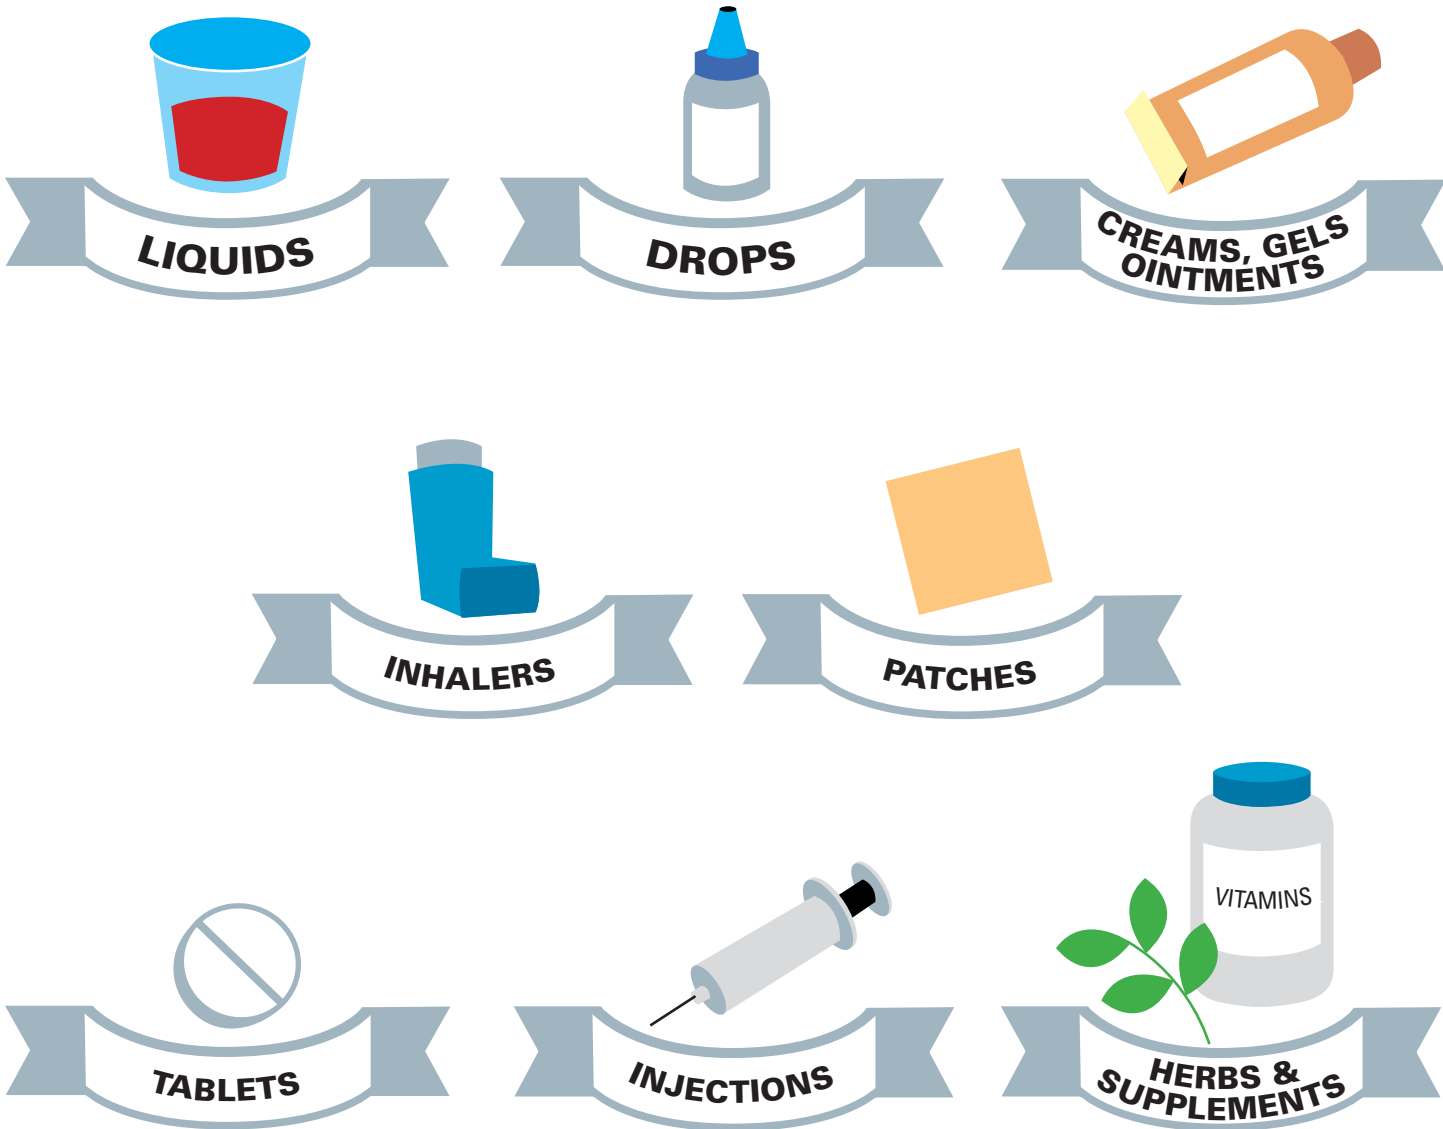 LIQUIDS
DROPS
CREAMS, GELS
OINTMENTS
INHALERS
PATCHES
VITAMINS
TABLETS
INJECTIONS
HERBS &
SUPPLEMENTS